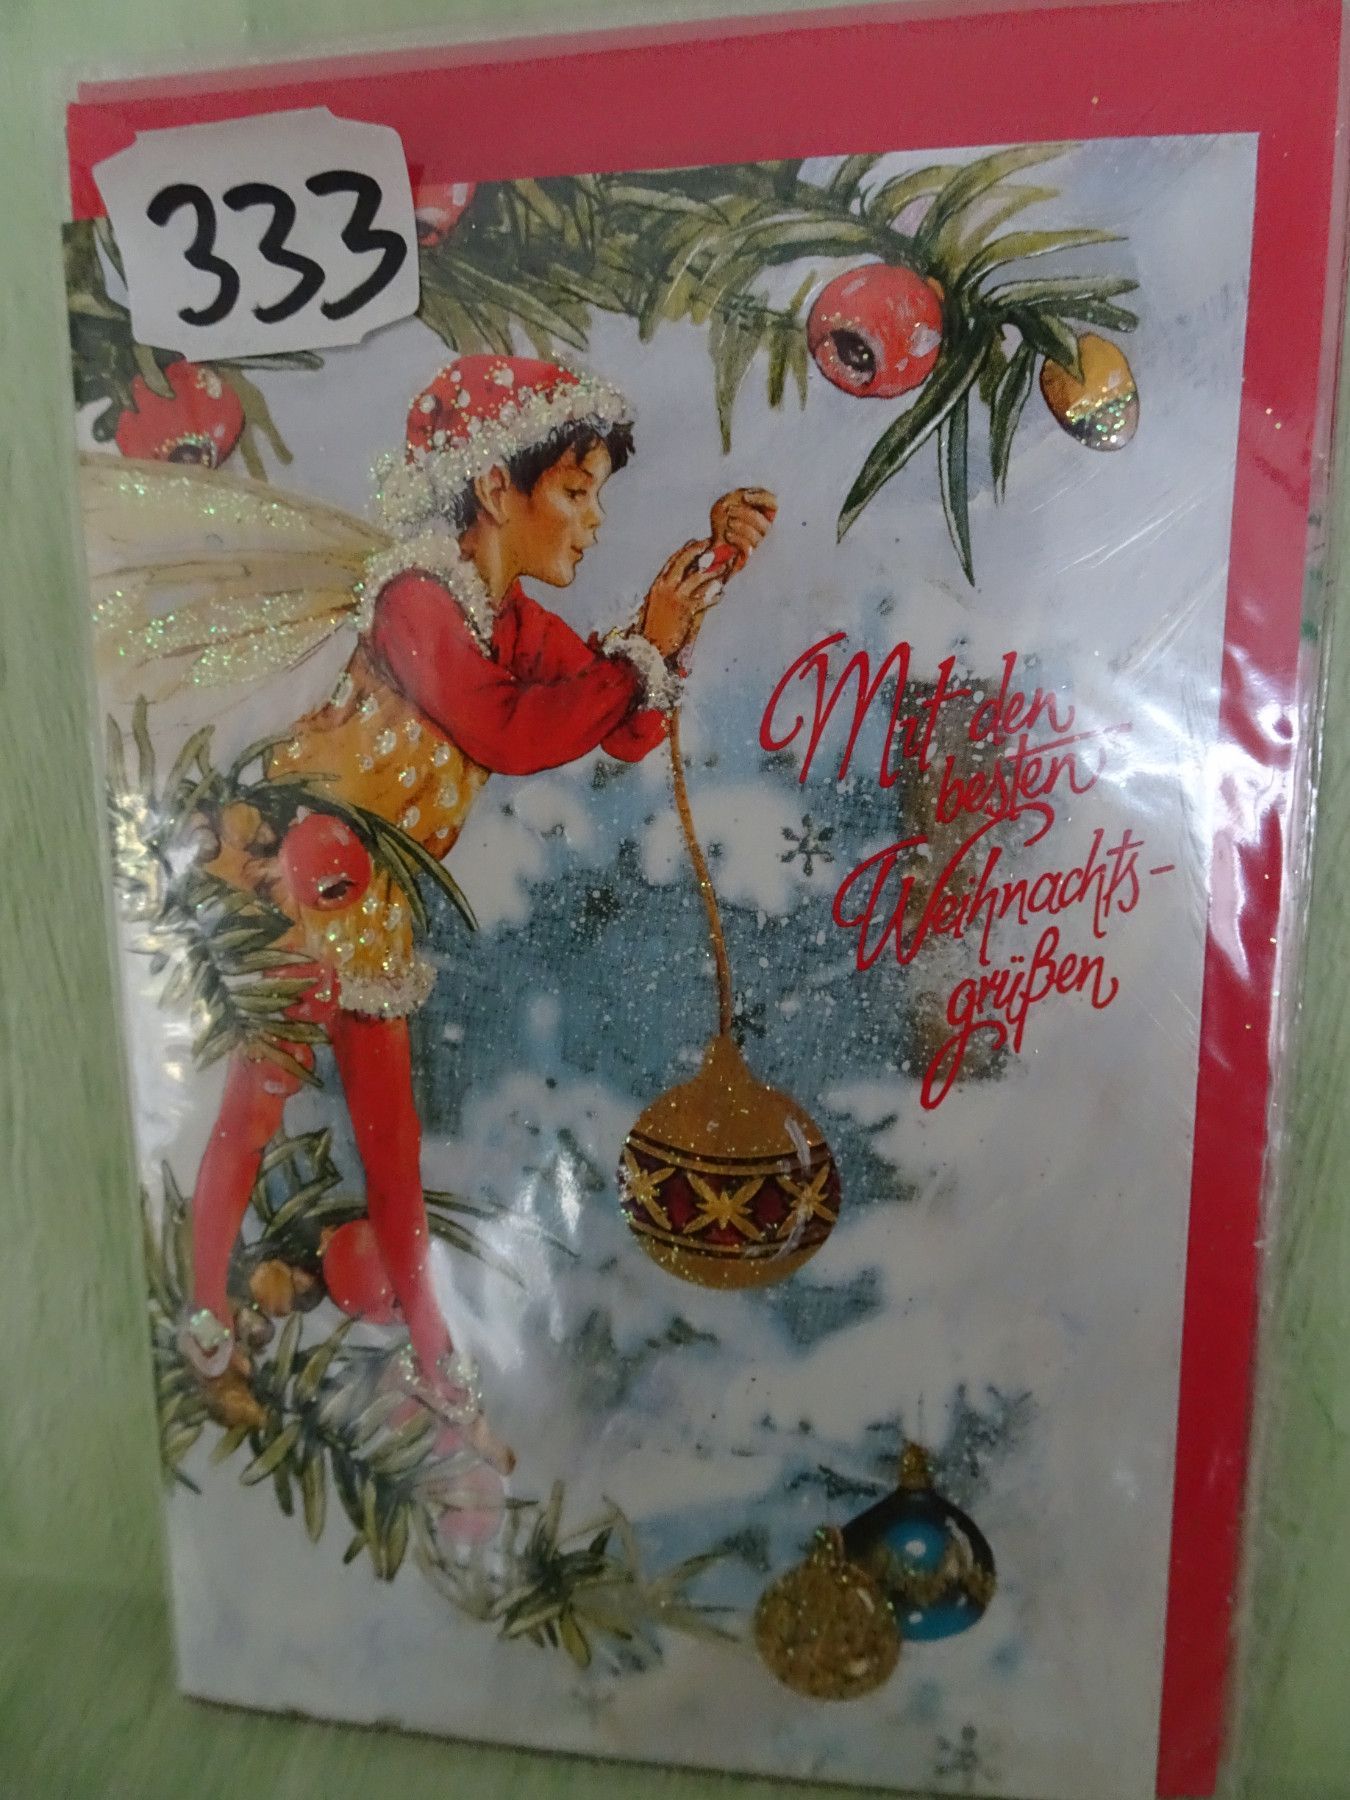 333
Mit den
besten
Weihnachts-
grüßen